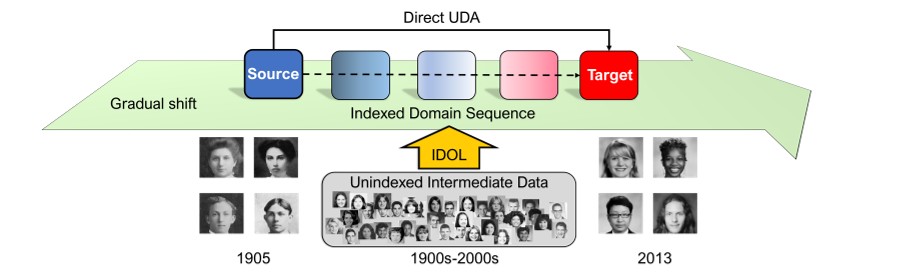 Direct UDA
Source
Target
Gradual shift
Indexed Domain Sequence
IDOL
Unindexed Intermediate Data
1905
1900s-2000s
2013